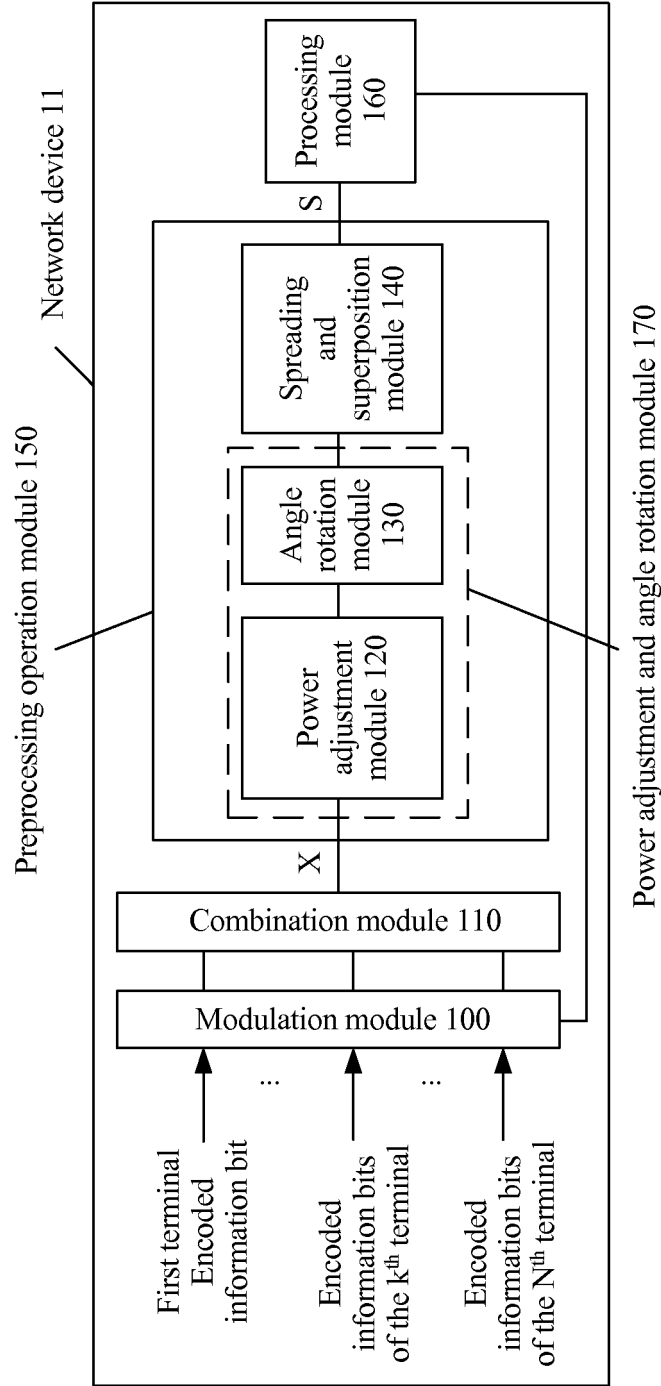 Preprocessing operation module 150
Network device 11
First terminal
Encoded
information bit
...
Encoded
information bits
of the kth terminal
...
Encoded
information bits
of the Nth terminal
Modulation module 100
Combination module 110
X
Power
adjustment
module 120
Angle
rotation
module
130
Spreading
and
superposition
module 140
S
Processing
module
160
Power adjustment and angle rotation module 170